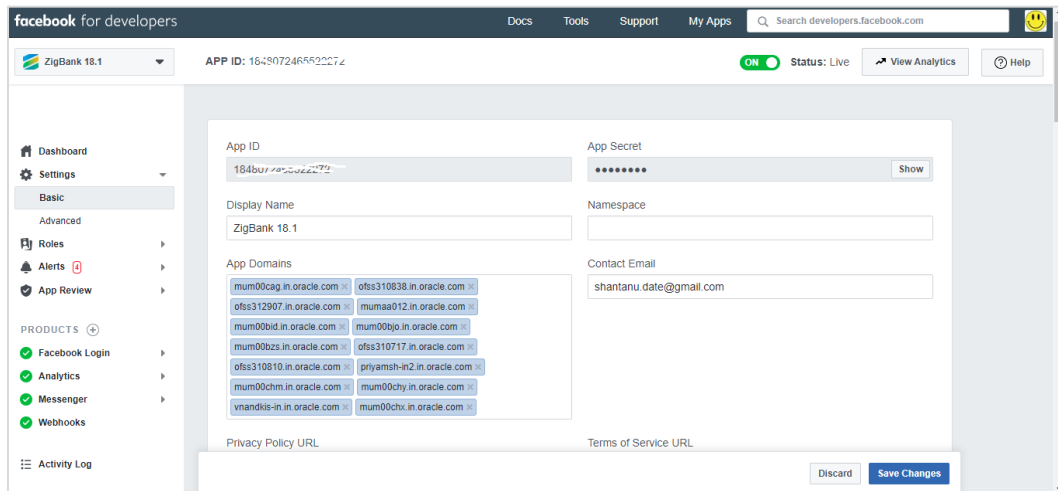 facebook for developers Docs Tools Support My Apps Search developers.facebook.com
ZigBank 18.1 APP ID: ON Status: Live View Analytics Help
App ID App Secret
Dashboard
•••••••• Show
Settings
Basic
Display Name Namespace
Advanced
ZigBank 18.1
Roles
App Domains Contact Email
Alerts 4
mum00cag.in.oracle.com × ofss310838.in.oracle.com × shantanu.date@gmail.com
App Review
ofss312907.in.oracle.com × mumaa012.in.oracle.com ×
mum00bid.in.oracle.com × mum00bjo.in.oracle.com ×
PRODUCTS
mum00bzs.in.oracle.com × ofss310717.in.oracle.com ×
Facebook Login
ofss310810.in.oracle.com × priyamsh-in2.in.oracle.com ×
Analytics
mum00chm.in.oracle.com × mum00chy.in.oracle.com ×
Messenger
vnandkis-in.in.oracle.com × mum00chx.in.oracle.com ×
Webhooks
Privacy Policy URL Terms of Service URL
Activity Log
Discard Save Changes